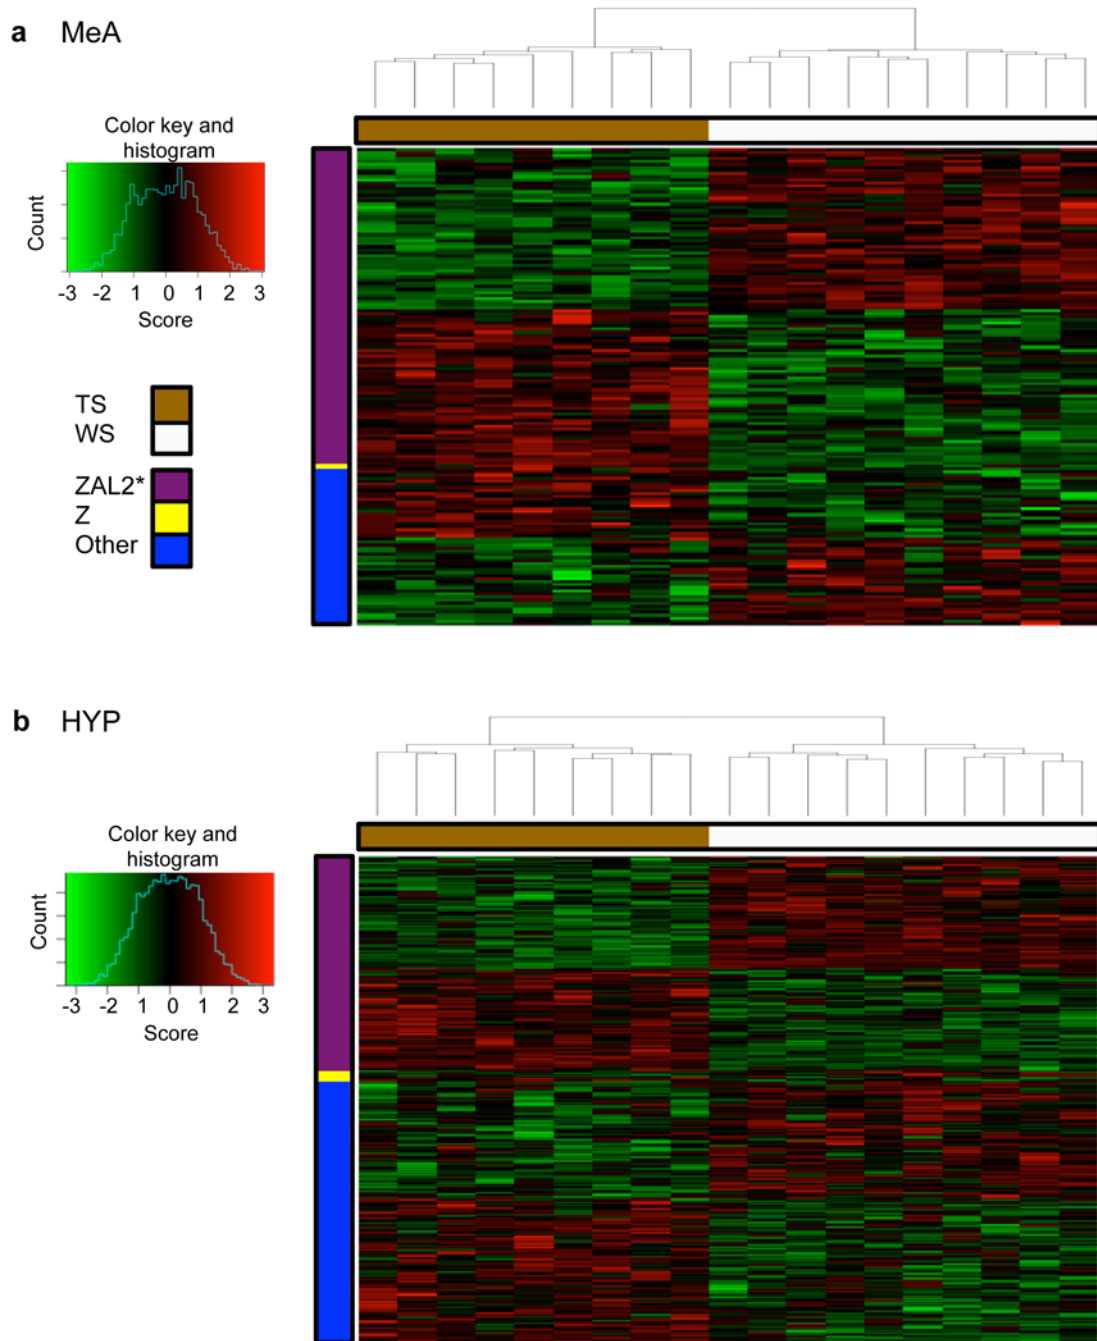 a MeA
Color key and
histogram
Count
-3 -2 1 0 1 2 3
Score
TS
WS
ZAL2*
Z
Other
b HYP
Color key and
histogram
Count
-3 -2 1 0 1 2 3
Score